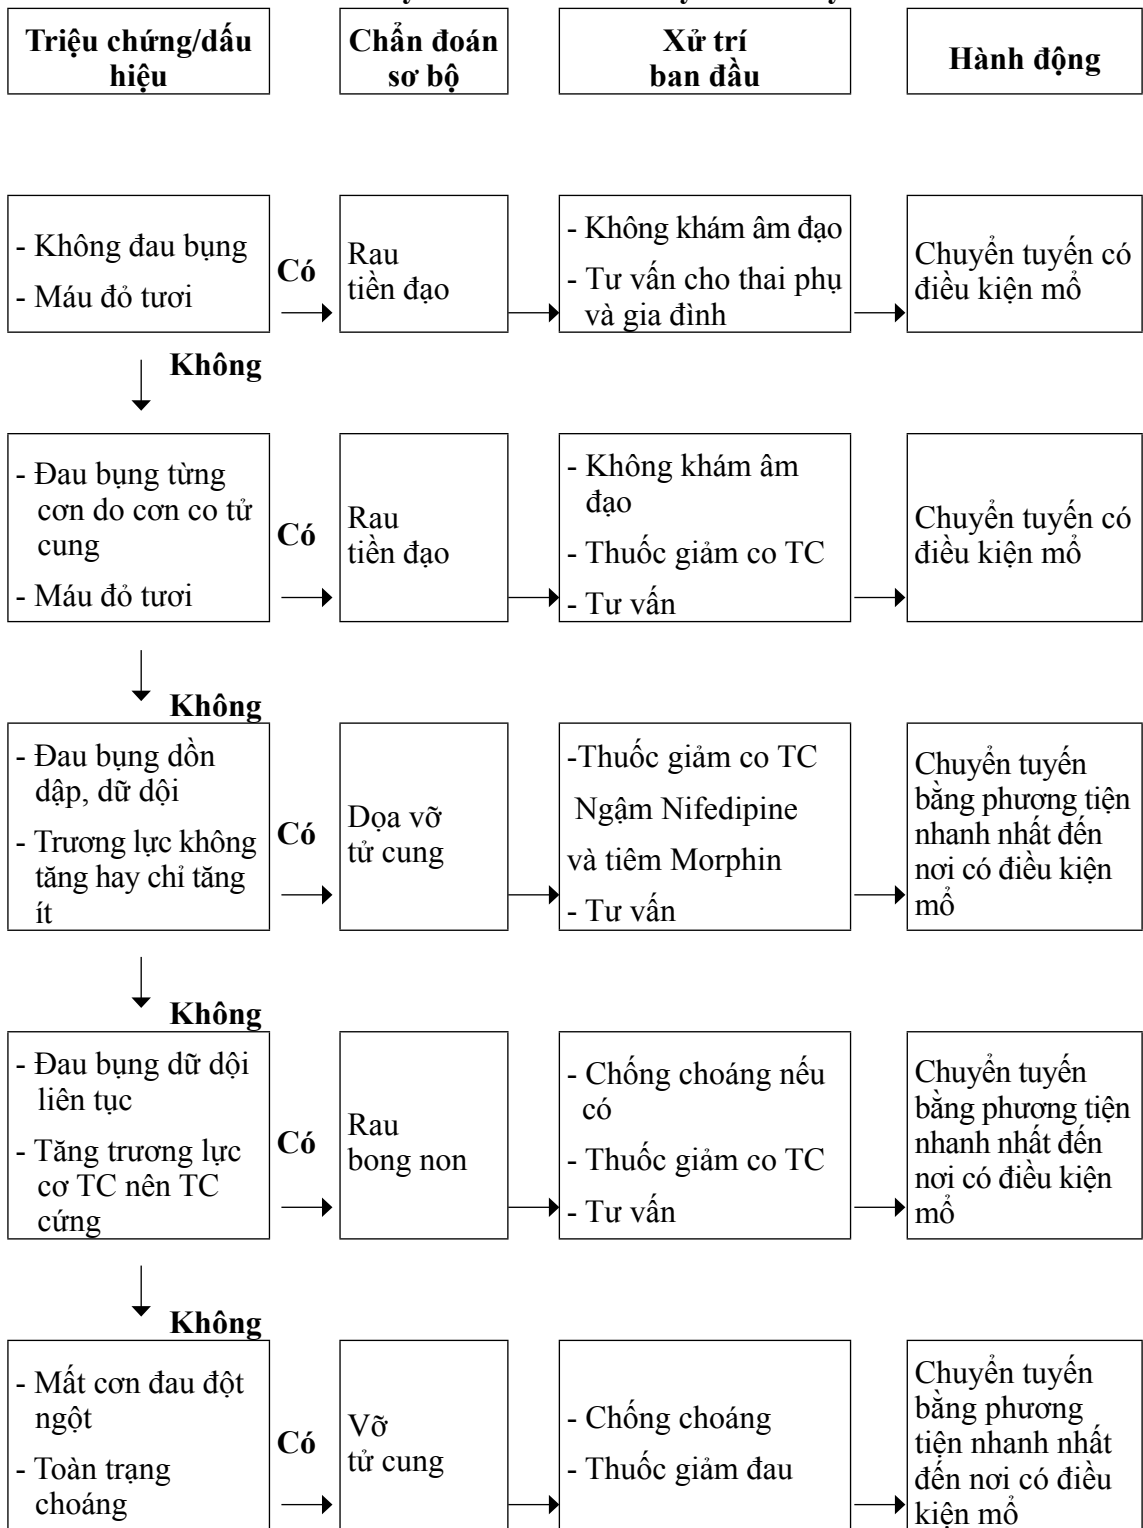 Triệu chứng/dấu
hiệu
Chẩn đoán
sơ bộ
Xử trí
ban đầu
Hành động
- Không đau bụng
- Máu đỏ tươi
Có
Rau
tiền đạo
- Không khám âm đạo
- Tư vấn cho thai phụ
và gia đình
Chuyển tuyến có
điều kiện mổ
Không
- Đau bụng từng
cơn do cơn co tử
cung
- Máu đỏ tươi
Có
Rau
tiền đạo
- Không khám âm
đạo
- Thuốc giảm co TC
- Tư vấn
Chuyển tuyến có
điều kiện mổ
Không
- Đau bụng dồn
dập, dữ dội
- Trương lực không
tăng hay chỉ tăng
ít
Có
Dọa vỡ
tử cung
-Thuốc giảm co TC
Ngậm Nifedipine
và tiêm Morphin
- Tư vấn
Chuyển tuyến
bằng phương tiện
nhanh nhất đến
nơi có điều kiện
mổ
Không
- Đau bụng dữ dội
liên tục
- Tăng trương lực
cơ TC nên TC
cứng
Có
Rau
bong non
- Chống choáng nếu
có
- Thuốc giảm co TC
- Tư vấn
Chuyển tuyến
bằng phương tiện
nhanh nhất đến
nơi có điều kiện
mổ
Không
- Mất cơn đau đột
ngột
- Toàn trạng
choáng
Có
Vỡ
tử cung
- Chống choáng
- Thuốc giảm đau
Chuyển tuyến
bằng phương
tiện nhanh nhất
đến nơi có điều
kiện mổ